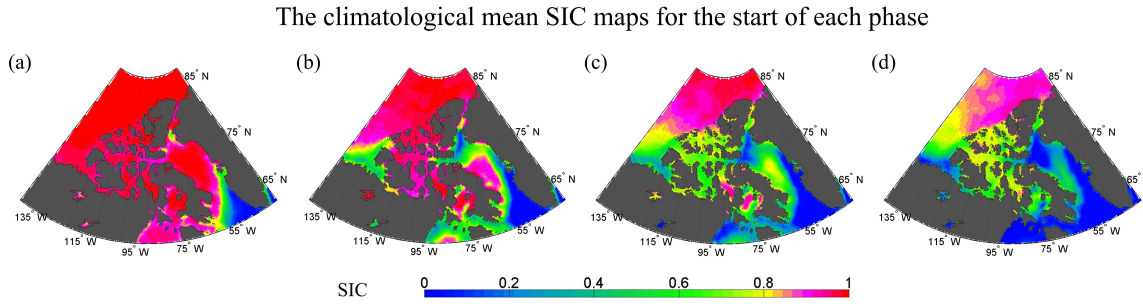 The climatological mean SIC maps for the start of each phase
(a) (b) (c) (d)
85° N 85° N 85° N 85° N
75° N 75° N 75° N 75° N
65° N 65° N 65° N 65° N
135° W 115° W 95° W 75° W 55° W 135° W 115° W 95° W 75° W 55° W 135° W 115° W 95° W 75° W 55° W 135° W 115° W 95° W 75° W 55° W
0 0.2 0.4 0.6 0.8 1
SIC